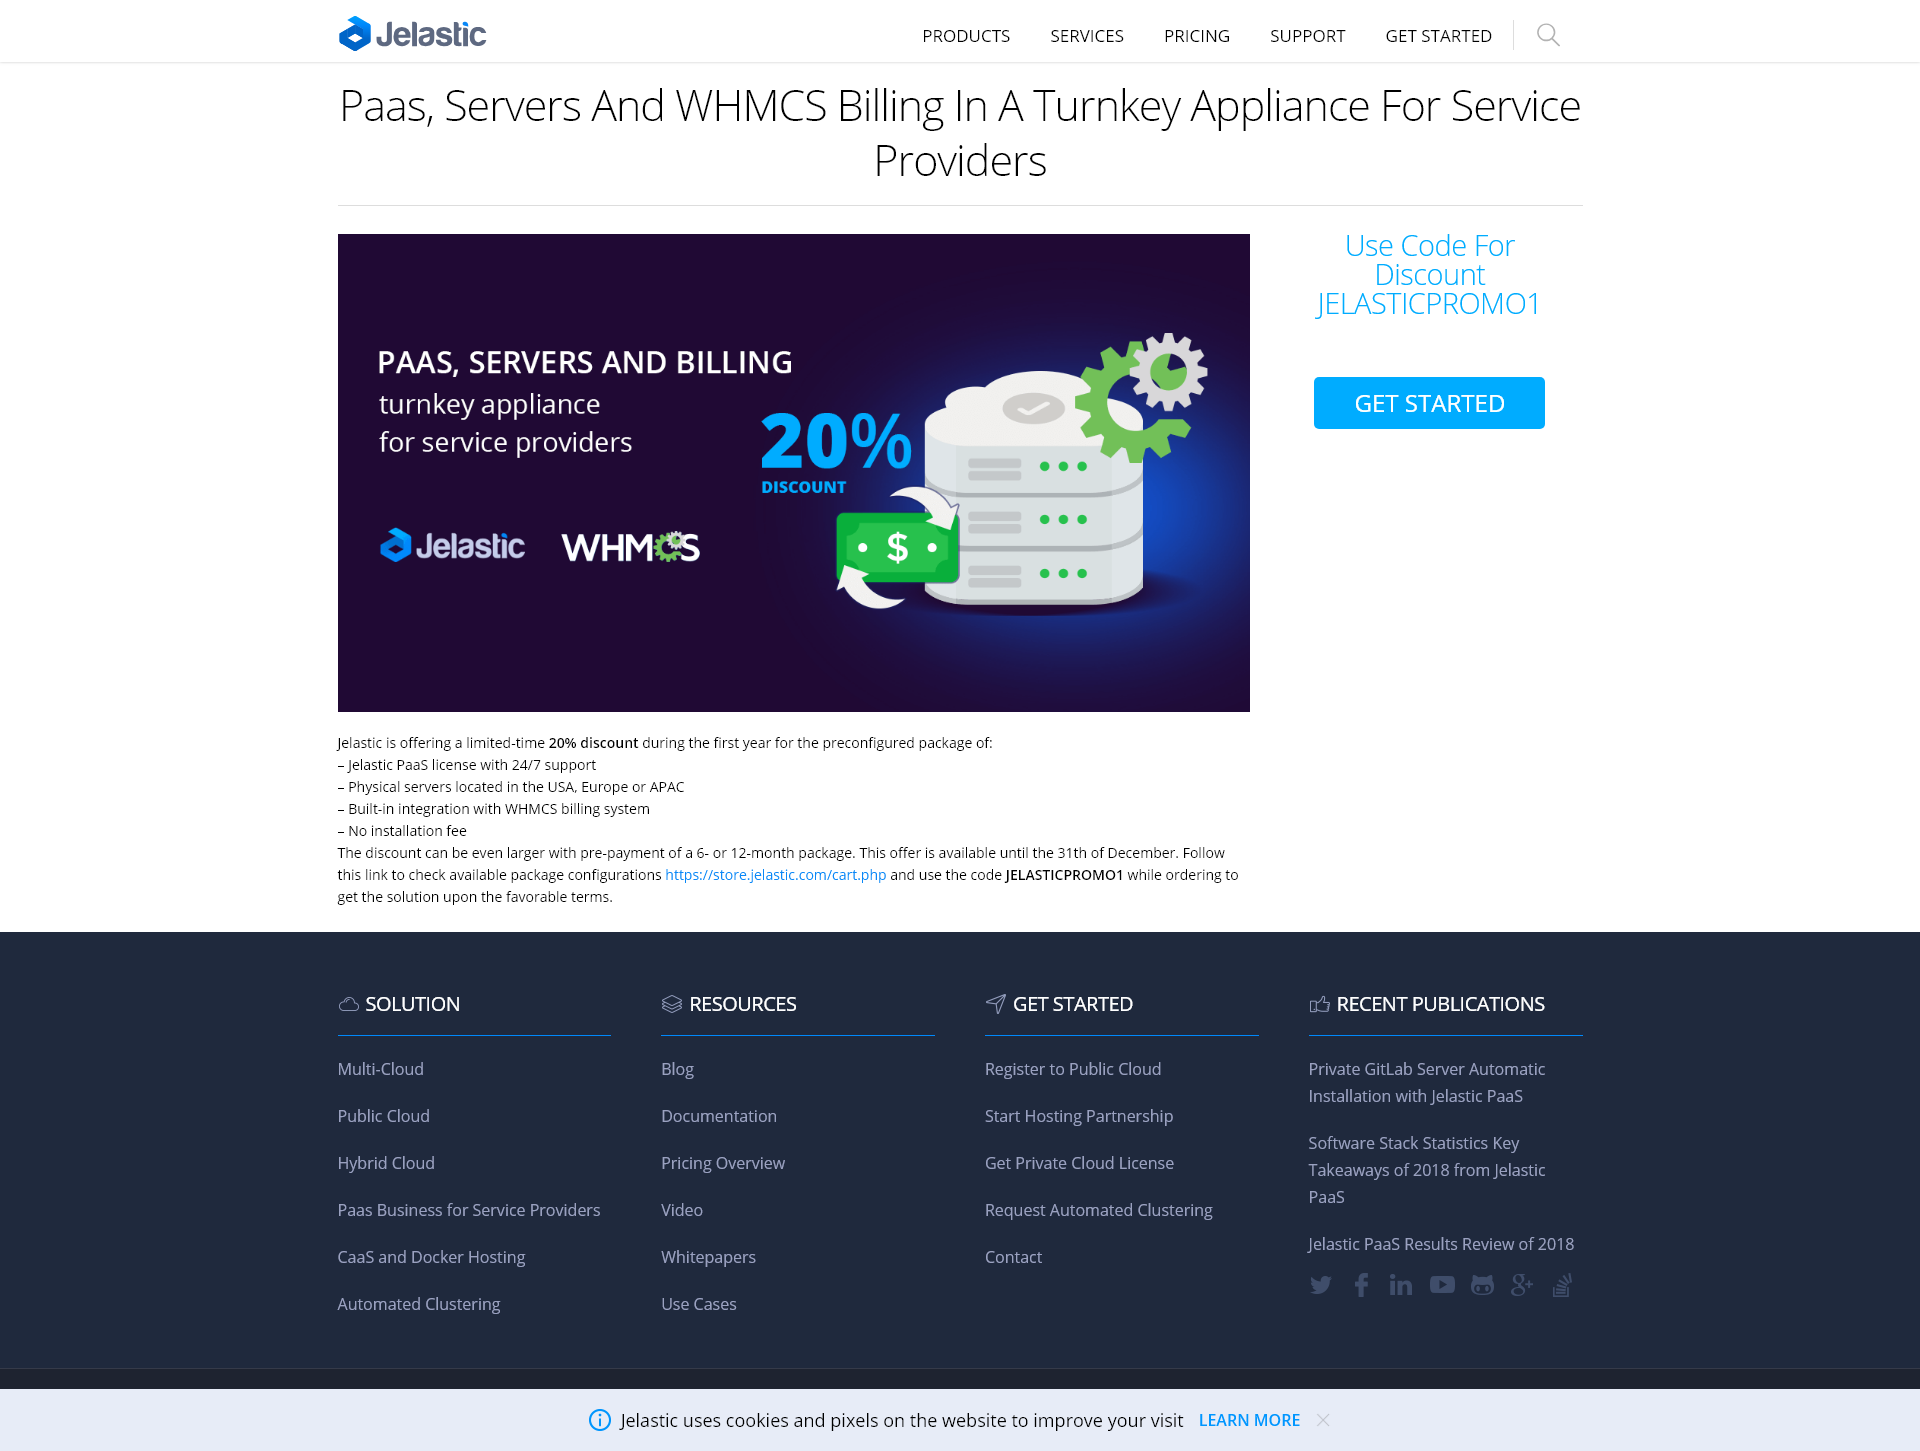 Jelastic
PRODUCTS
SERVICES
PRICING
SUPPORT
GET STARTED
Paas, Servers And WHMCS Billing In A Turnkey Appliance For Service
Providers
PAAS, SERVERS AND BILLING
turnkey appliance
for service providers
20%
DISCOUNT
$
Jelastic
WHMCS
Use Code For
Discount
JELASTICPROMO1
GET STARTED
Jelastic is offering a limited-time 20% discount during the first year for the preconfigured package of:
– Jelastic PaaS license with 24/7 support
– Physical servers located in the USA, Europe or APAC
– Built-in integration with WHMCS billing system
– No installation fee
The discount can be even larger with pre-payment of a 6- or 12-month package. This offer is available until the 31th of December. Follow
this link to check available package configurations https://store.jelastic.com/cart.php and use the code JELASTICPROMO1 while ordering to
get the solution upon the favorable terms.
SOLUTION
Multi-Cloud
Public Cloud
Hybrid Cloud
Paas Business for Service Providers
CaaS and Docker Hosting
Automated Clustering
RESOURCES
Blog
Documentation
Pricing Overview
Video
Whitepapers
Use Cases
GET STARTED
Register to Public Cloud
Start Hosting Partnership
Get Private Cloud License
Request Automated Clustering
Contact
RECENT PUBLICATIONS
Private GitLab Server Automatic
Installation with Jelastic PaaS
Software Stack Statistics Key
Takeaways of 2018 from Jelastic
PaaS
Jelastic PaaS Results Review of 2018
Jelastic uses cookies and pixels on the website to improve your visit LEARN MORE